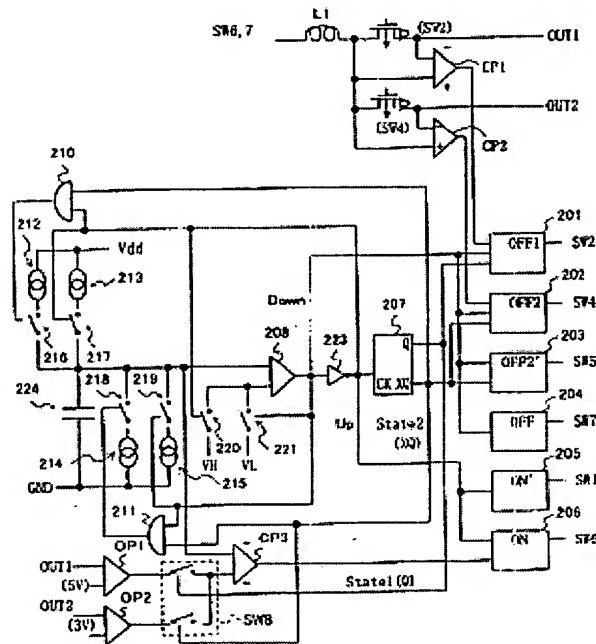 L1
SW6,7
(SW2)
OUT1
CP1
OUT2
(SW4)
CP2
210
201
212
OFF1
SW2
Vdd
213
202
Down
207
OFF2
SW4
208
223
Q
203
216
217
CK XQ
OFF2'
SW5
218
219
224
204
Up
State2
(XQ)
OFF
SW7
220
221
214
VH
VL
205
GND
215
ON'
SW1
211
206
OP1
CP3
ON
SW6
OUT1
(5V)
State1(Q)
OP2
OUT2
(3V)
SW8